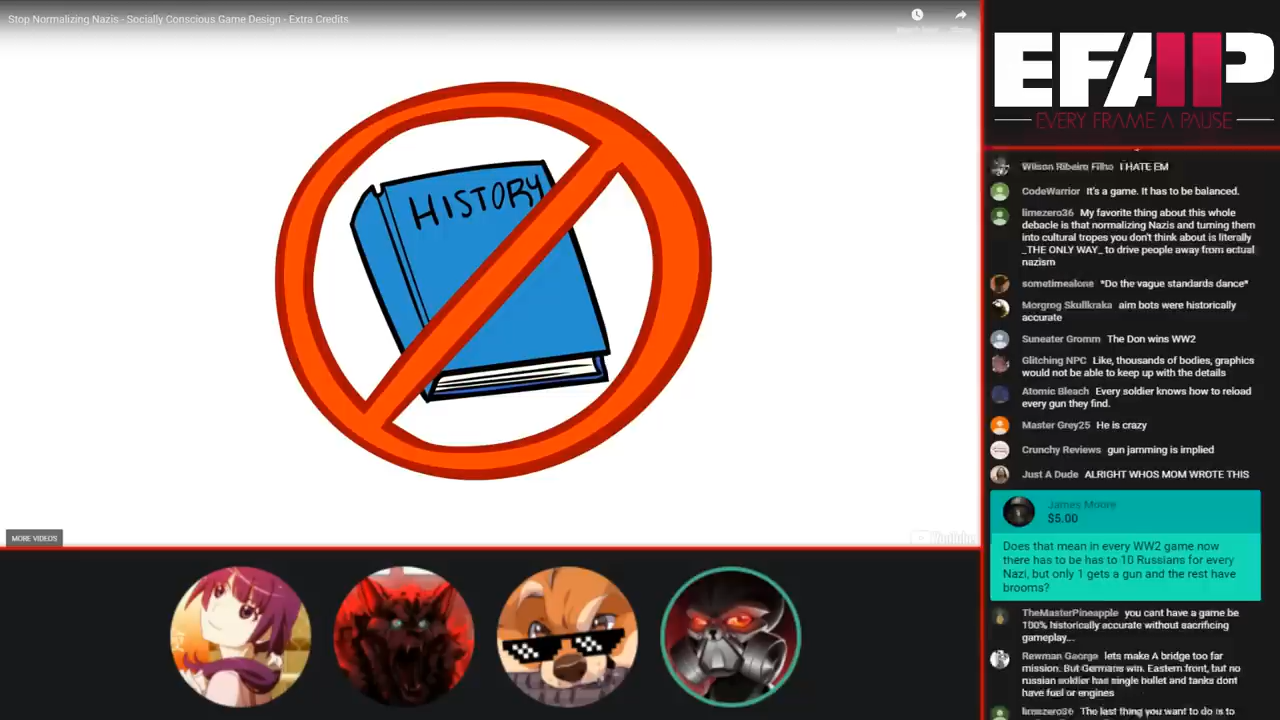 Stop Normalizing Nazis - Socially Conscious Game Design - Extra Credits
HISTORY
MORE VIDEOS
YouTube
EFAP
EVERY FRAME A PAUSE
Wilson Ribeiro Filho I HATE EM
CodeWarrior It's a game. It has to be balanced.
limezero36 My favorite thing about this whole
debacle is that normalizing Nazis and turning them
into cultural tropes you don't think about is literally
_THE ONLY WAY_ to drive people away from actual
nazism
sometimealone *Do the vague standards dance*
Morgrog Skullkraka aim bots were historically
accurate
Suneater Gromm The Don wins WW2
Glitching NPC Like, thousands of bodies, graphics
would not be able to keep up with the details
Atomic Bleach Every soldier knows how to reload
every gun they find.
Master Grey25 He is crazy
Crunchy Reviews gun jamming is implied
Just A Dude ALRIGHT WHOS MOM WROTE THIS
James Moore
$5.00
Does that mean in every WW2 game now
there has to be has to 10 Russians for every
Nazi, but only 1 gets a gun and the rest have
brooms?
TheMasterPineapple you cant have a game be
100% historically accurate without sacrificing
gameplay...
Rewman George lets make A bridge too far
mission. But Germans win. Eastern front, but no
russian soldier has single bullet and tanks dont
have fuel or engines
limezero36 The last thing you want to do is to